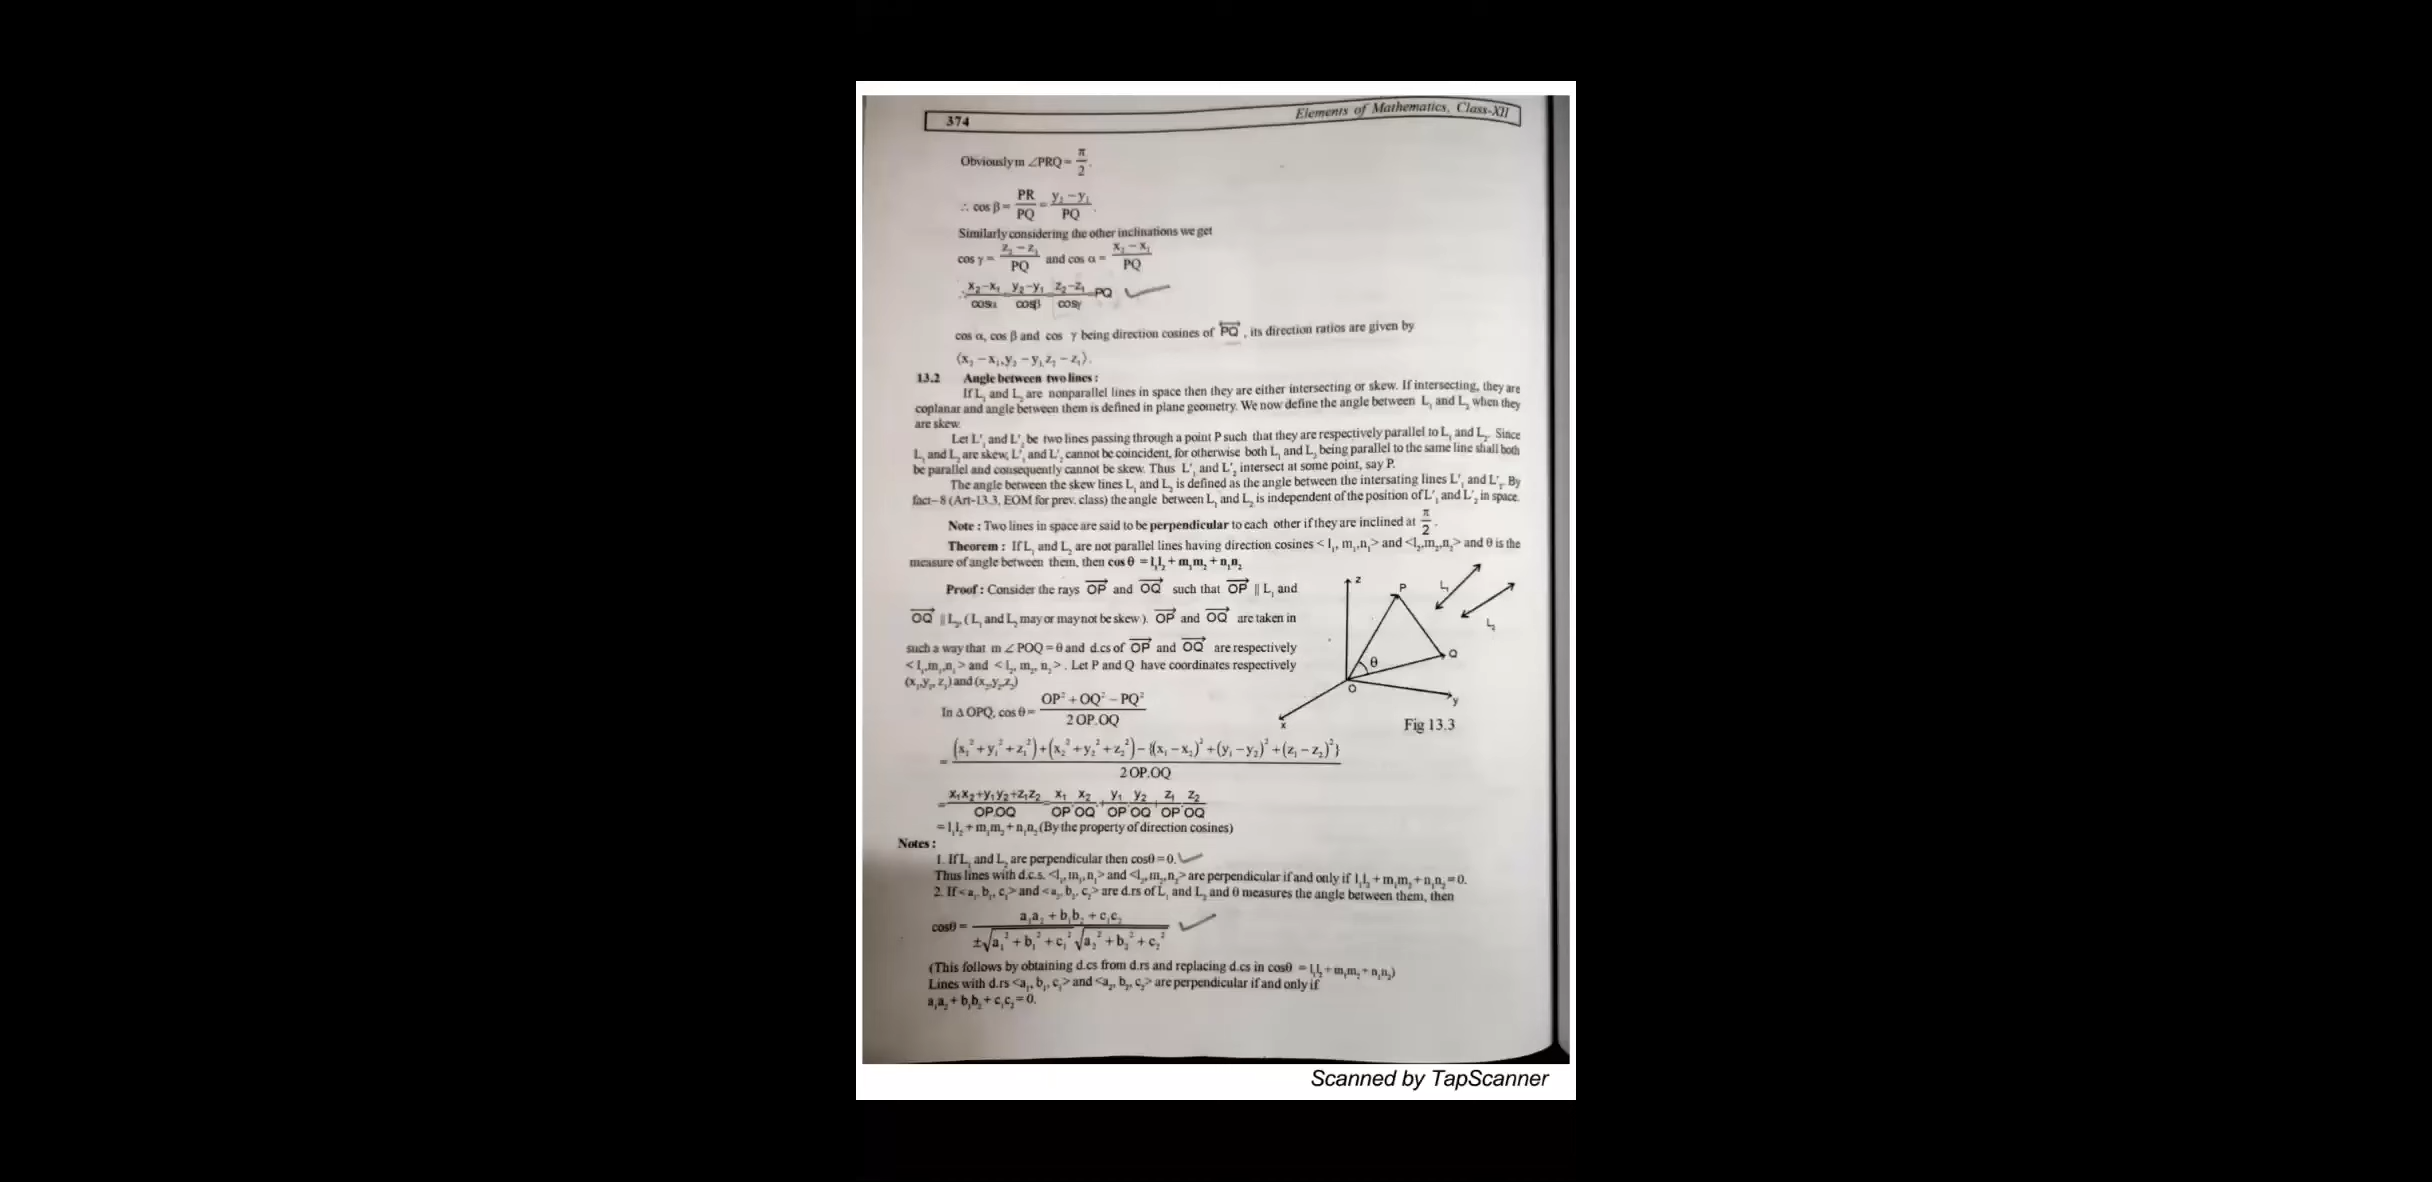 374
Elements of Mathematics, Class-XII
Obviously m ∠PRQ = π/2.
∴ cos β = PR/PQ = (y₂ − y₁)/PQ.
Similarly considering the other inclinations we get
cos γ = (z₂ − z₁)/PQ and cos α = (x₂ − x₁)/PQ
∴ (x₂−x₁)/cosα = (y₂−y₁)/cosβ = (z₂−z₁)/cosγ = PQ
cos α, cos β and cos γ being direction cosines of PQ, its direction ratios are given by
⟨x₂ − x₁, y₂ − y₁, z₂ − z₁⟩.
13.2 Angle between two lines :
If L₁ and L₂ are nonparallel lines in space then they are either intersecting or skew. If intersecting, they are
coplanar and angle between them is defined in plane geometry. We now define the angle between L₁ and L₂ when they
are skew.
Let L'₁ and L'₂ be two lines passing through a point P such that they are respectively parallel to L₁ and L₂. Since
L₁ and L₂ are skew, L'₁ and L'₂ cannot be coincident, for otherwise both L₁ and L₂ being parallel to the same line shall both
be parallel and consequently cannot be skew. Thus L'₁ and L'₂ intersect at some point, say P.
The angle between the skew lines L₁ and L₂ is defined as the angle between the intersating lines L'₁ and L'₂. By
fact–8 (Art-13.3, EOM for prev. class) the angle between L₁ and L₂ is independent of the position of L'₁ and L'₂ in space.
Note : Two lines in space are said to be perpendicular to each other if they are inclined at π/2.
Theorem : If L₁ and L₂ are not parallel lines having direction cosines < l₁, m₁,n₁> and <l₂,m₂,n₂> and θ is the
measure of angle between them, then cos θ = l₁l₂ + m₁m₂ + n₁n₂
Proof : Consider the rays OP and OQ such that OP || L₁ and
OQ || L₂. ( L₁ and L₂ may or may not be skew ). OP and OQ are taken in
such a way that m ∠ POQ = θ and d.cs of OP and OQ are respectively
< l₁,m₁,n₁ > and < l₂, m₂, n₂ > . Let P and Q have coordinates respectively
(x₁,y₁, z₁) and (x₂,y₂,z₂)
In Δ OPQ, cos θ = (OP² + OQ² − PQ²)/(2 OP.OQ)
z
P
L₁
L₂
θ
Q
O
y
x
Fig 13.3
= ((x₁² + y₁² + z₁²) + (x₂² + y₂² + z₂²) − {(x₁ − x₂)² + (y₁ − y₂)² + (z₁ − z₂)²})/(2 OP.OQ)
= (x₁x₂+y₁y₂+z₁z₂)/(OP.OQ) = x₁/OP . x₂/OQ + y₁/OP . y₂/OQ + z₁/OP . z₂/OQ
= l₁l₂ + m₁m₂ + n₁n₂ (By the property of direction cosines)
Notes :
1. If L₁ and L₂ are perpendicular then cosθ = 0.
Thus lines with d.c.s. <l₁, m₁, n₁> and <l₂, m₂, n₂> are perpendicular if and only if l₁l₂ + m₁m₂ + n₁n₂ = 0.
2. If < a₁, b₁, c₁> and < a₂, b₂, c₂> are d.rs of L₁ and L₂ and θ measures the angle between them, then
cosθ = (a₁a₂ + b₁b₂ + c₁c₂)/(±√(a₁² + b₁² + c₁²) √(a₂² + b₂² + c₂²))
(This follows by obtaining d.cs from d.rs and replacing d.cs in cosθ = l₁l₂ + m₁m₂ + n₁n₂)
Lines with d.rs <a₁, b₁, c₁> and <a₂, b₂, c₂> are perpendicular if and only if
a₁a₂ + b₁b₂ + c₁c₂ = 0.
Scanned by TapScanner